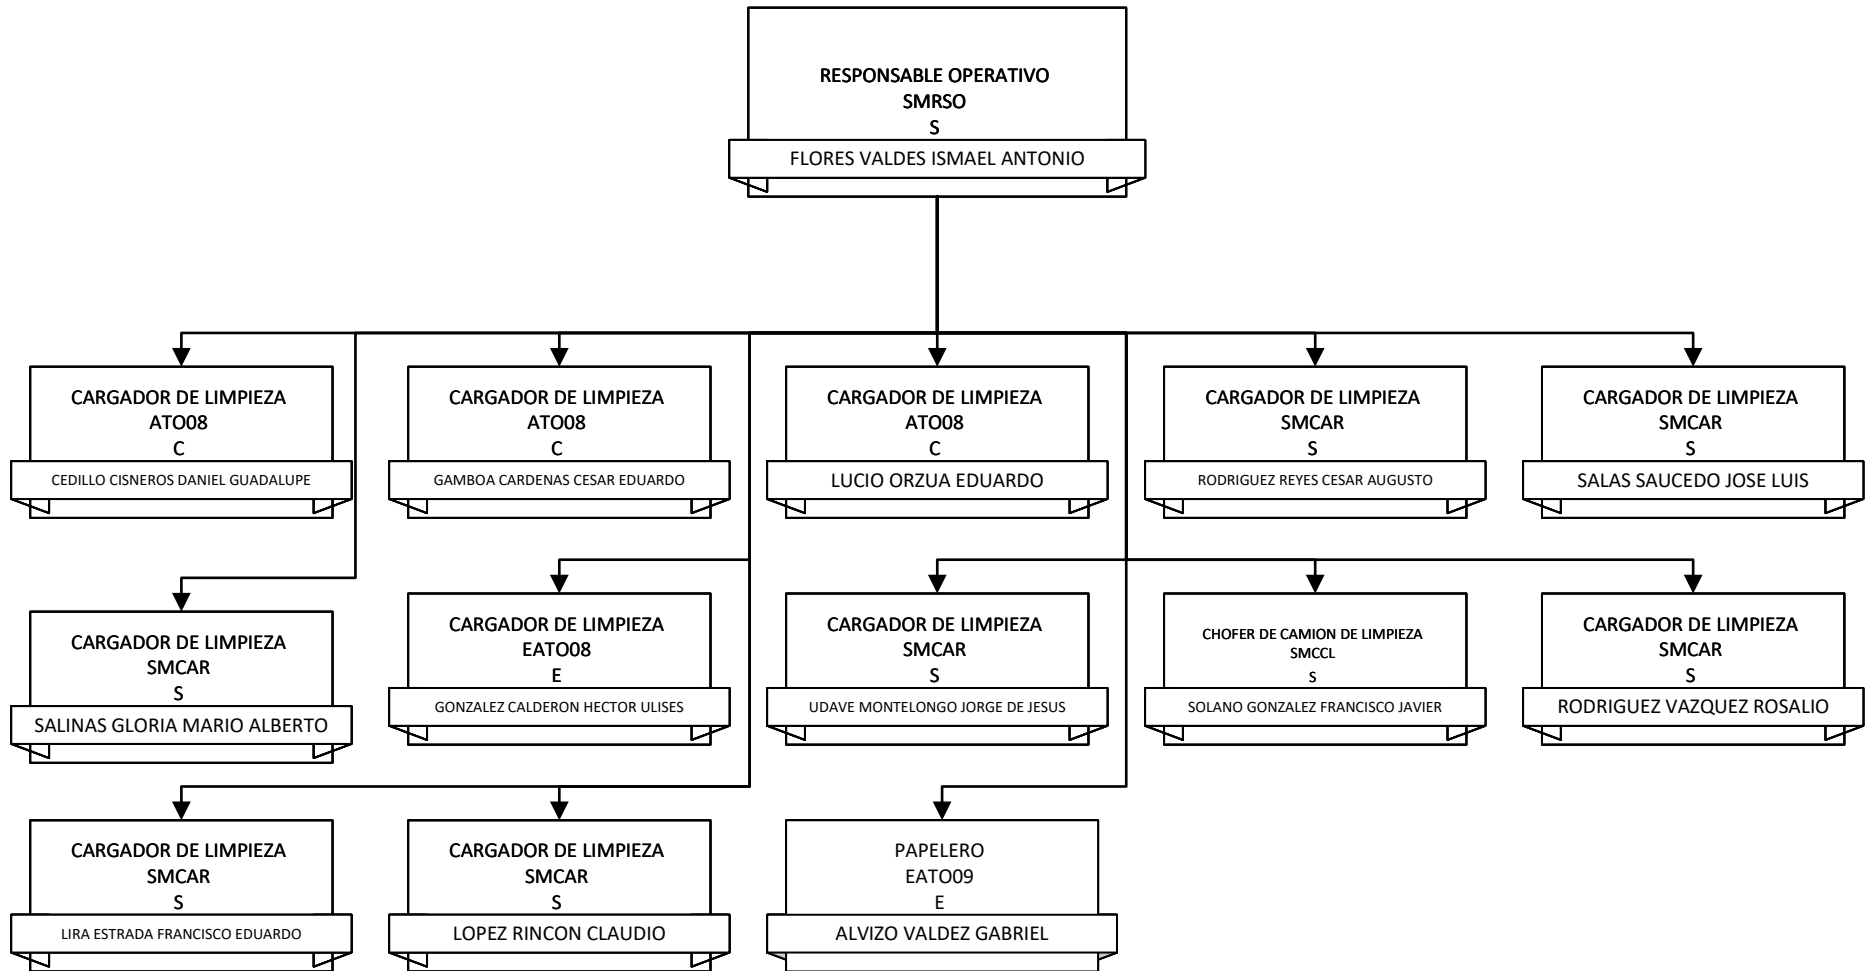 RESPONSABLE OPERATIVO
SMRSO
S
FLORES VALDES ISMAEL ANTONIO
CARGADOR DE LIMPIEZA
ATO08
C
CEDILLO CISNEROS DANIEL GUADALUPE
CARGADOR DE LIMPIEZA
ATO08
C
GAMBOA CARDENAS CESAR EDUARDO
CARGADOR DE LIMPIEZA
ATO08
C
LUCIO ORZUA EDUARDO
CARGADOR DE LIMPIEZA
SMCAR
S
RODRIGUEZ REYES CESAR AUGUSTO
CARGADOR DE LIMPIEZA
SMCAR
S
SALAS SAUCEDO JOSE LUIS
CARGADOR DE LIMPIEZA
SMCAR
S
SALINAS GLORIA MARIO ALBERTO
CARGADOR DE LIMPIEZA
EATO08
E
GONZALEZ CALDERON HECTOR ULISES
CARGADOR DE LIMPIEZA
SMCAR
S
UDAVE MONTELONGO JORGE DE JESUS
CHOFER DE CAMION DE LIMPIEZA
SMCCL
S
SOLANO GONZALEZ FRANCISCO JAVIER
CARGADOR DE LIMPIEZA
SMCAR
S
RODRIGUEZ VAZQUEZ ROSALIO
CARGADOR DE LIMPIEZA
SMCAR
S
LIRA ESTRADA FRANCISCO EDUARDO
CARGADOR DE LIMPIEZA
SMCAR
S
LOPEZ RINCON CLAUDIO
PAPELERO
EATO09
E
ALVIZO VALDEZ GABRIEL